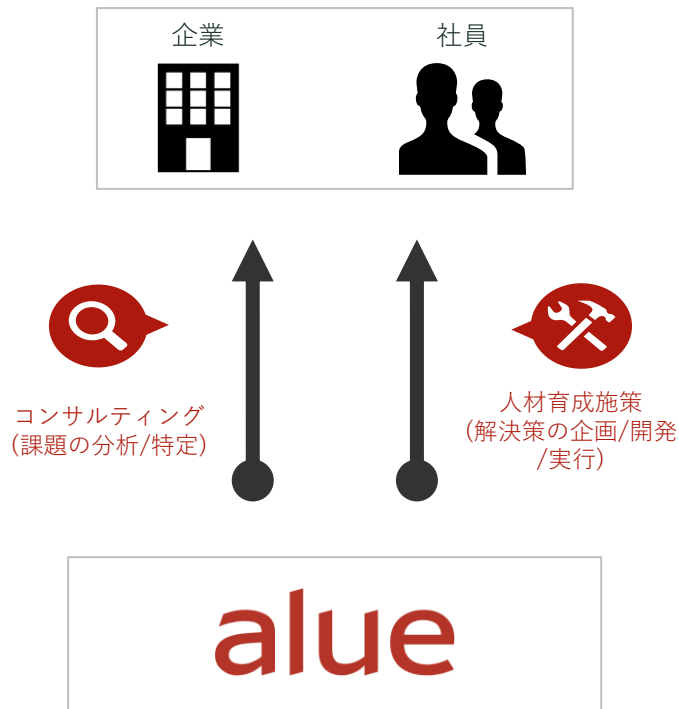 企業
社員
コンサルティング
(課題の分析/特定)
人材育成施策
(解決策の企画/開発
/実行)
alue